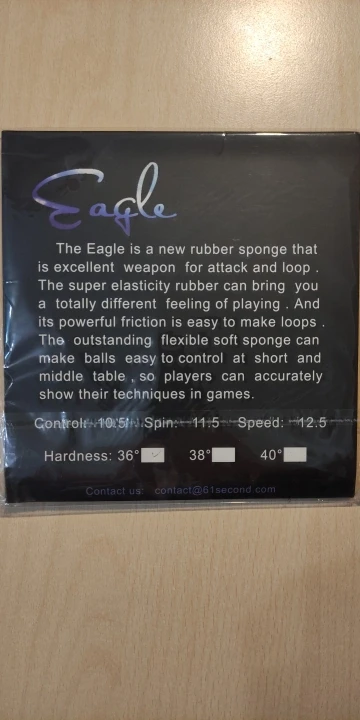 Eagle
The Eagle is a new rubber sponge that
is excellent weapon for attack and loop .
The super elasticity rubber can bring you
a totally different feeling of playing . And
its powerful friction is easy to make loops .
The outstanding flexible soft sponge can
make balls easy to control at short and
middle table , so players can accurately
show their techniques in games.
Control: 10.5 Spin: 11.5 Speed: 12.5
Hardness: 36° 38° 40°
Contact us: contact@61second.com